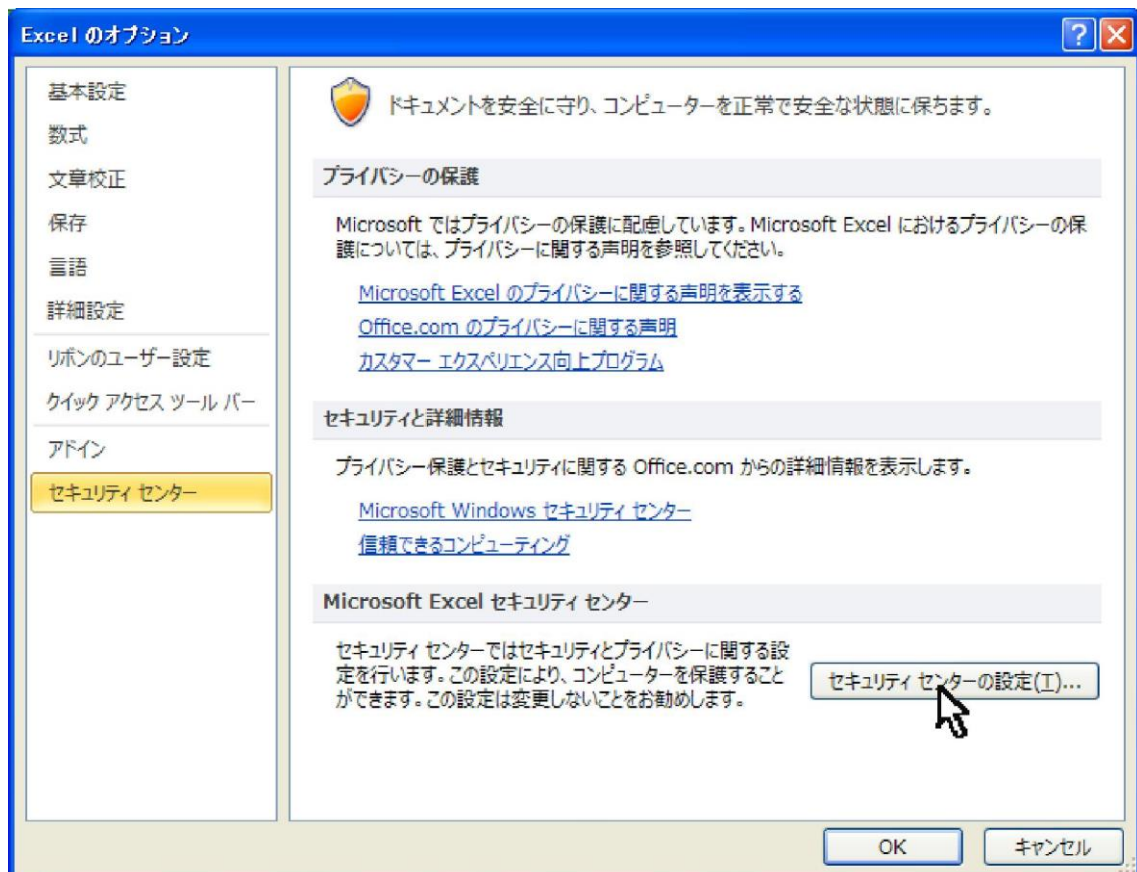 Excel のオプション
基本設定
数式
文章校正
保存
言語
詳細設定
リボンのユーザー設定
クイック アクセス ツール バー
アドイン
セキュリティ センター
ドキュメントを安全に守り、コンピューターを正常で安全な状態に保ちます。
プライバシーの保護
Microsoft ではプライバシーの保護に配慮しています。Microsoft Excel におけるプライバシーの保
護については、プライバシーに関する声明を参照してください。
Microsoft Excel のプライバシーに関する声明を表示する
Office.com のプライバシーに関する声明
カスタマー エクスペリエンス向上プログラム
セキュリティと詳細情報
プライバシー保護とセキュリティに関する Office.com からの詳細情報を表示します。
Microsoft Windows セキュリティ センター
信頼できるコンピューティング
Microsoft Excel セキュリティ センター
セキュリティ センターではセキュリティとプライバシーに関する設
定を行います。この設定により、コンピューターを保護すること
ができます。この設定は変更しないことをお勧めします。
セキュリティ センターの設定(T)...
OK
キャンセル